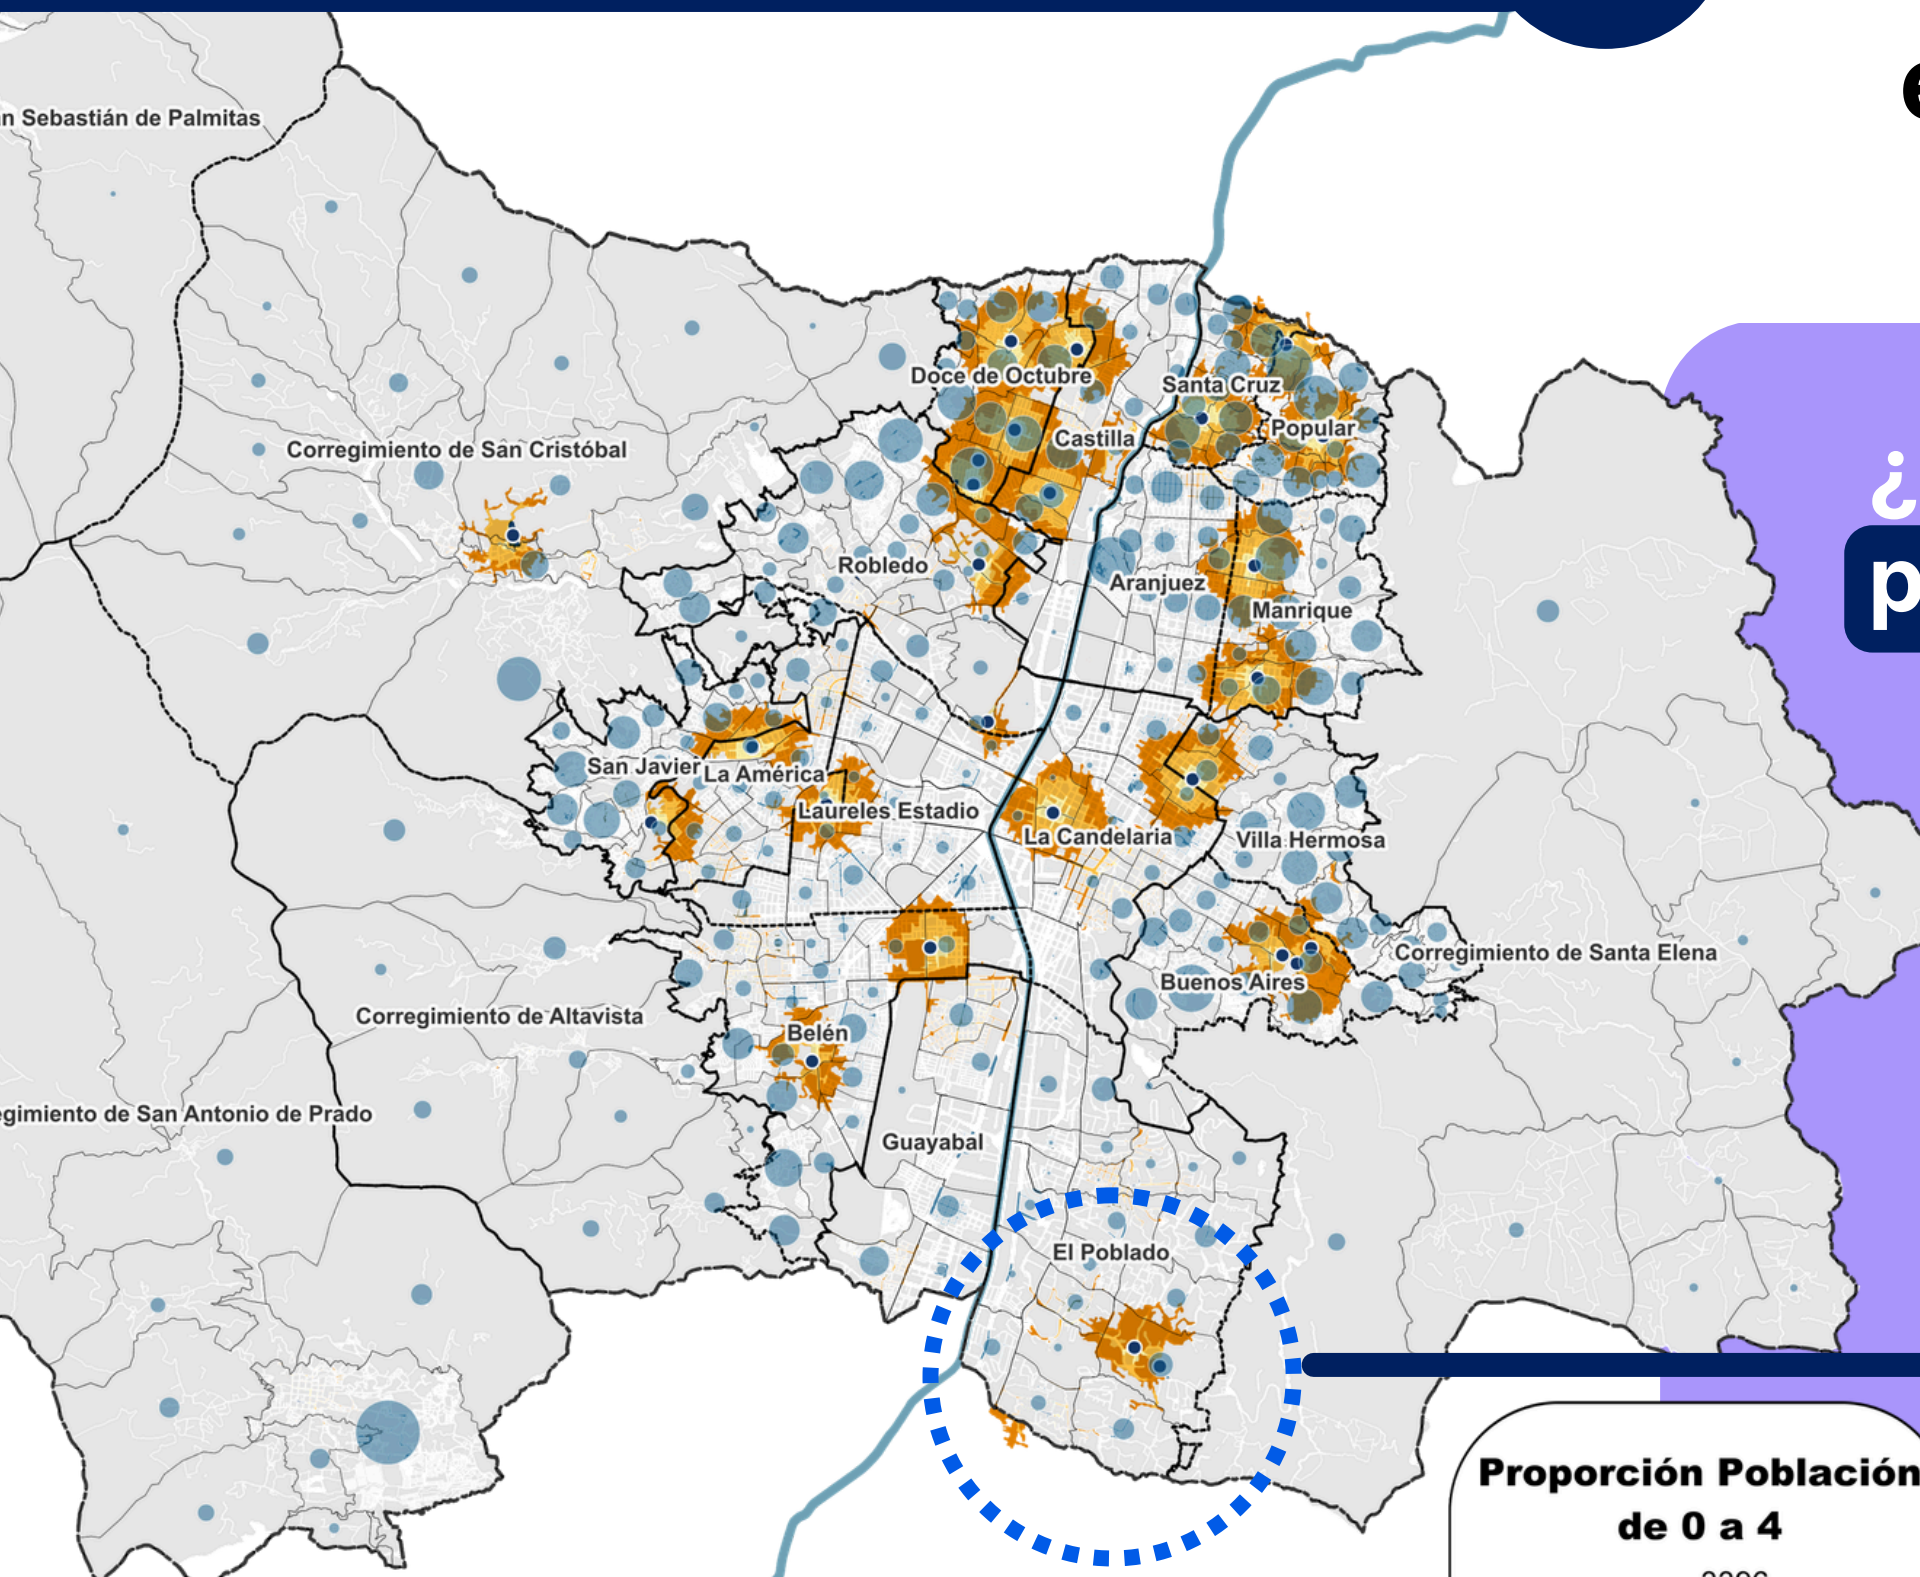 n Sebastián de Palmitas
¿
p
Doce de Octubre
Santa Cruz
Popular
Castilla
Corregimiento de San Cristóbal
Robledo
Aranjuez
Manrique
San Javier
La América
Laureles Estadio
La Candelaria
Villa Hermosa
Corregimiento de Santa Elena
Buenos Aires
Corregimiento de Altavista
Belén
egimiento de San Antonio de Prado
Guayabal
El Poblado
Proporción Población
de 0 a 4